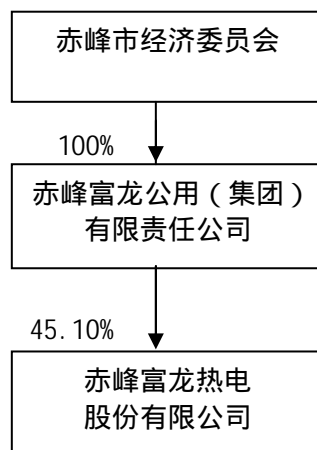 赤峰市经济委员会
100%
赤峰富龙公用（集团）
有限责任公司
45.10%
赤峰富龙热电
股份有限公司